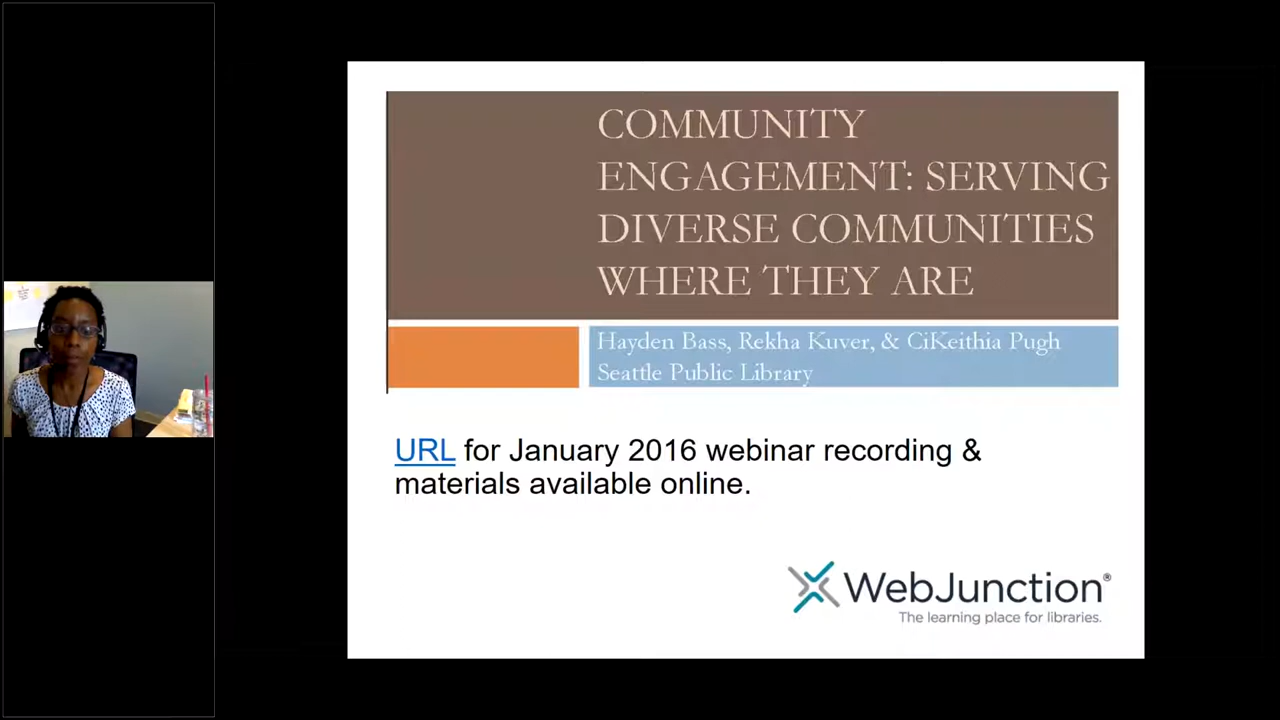 COMMUNITY
ENGAGEMENT: SERVING
DIVERSE COMMUNITIES
WHERE THEY ARE
Hayden Bass, Rekha Kuver, & CiKeithia Pugh
Seattle Public Library
URL for January 2016 webinar recording &
materials available online.
WebJunction®
The learning place for libraries.